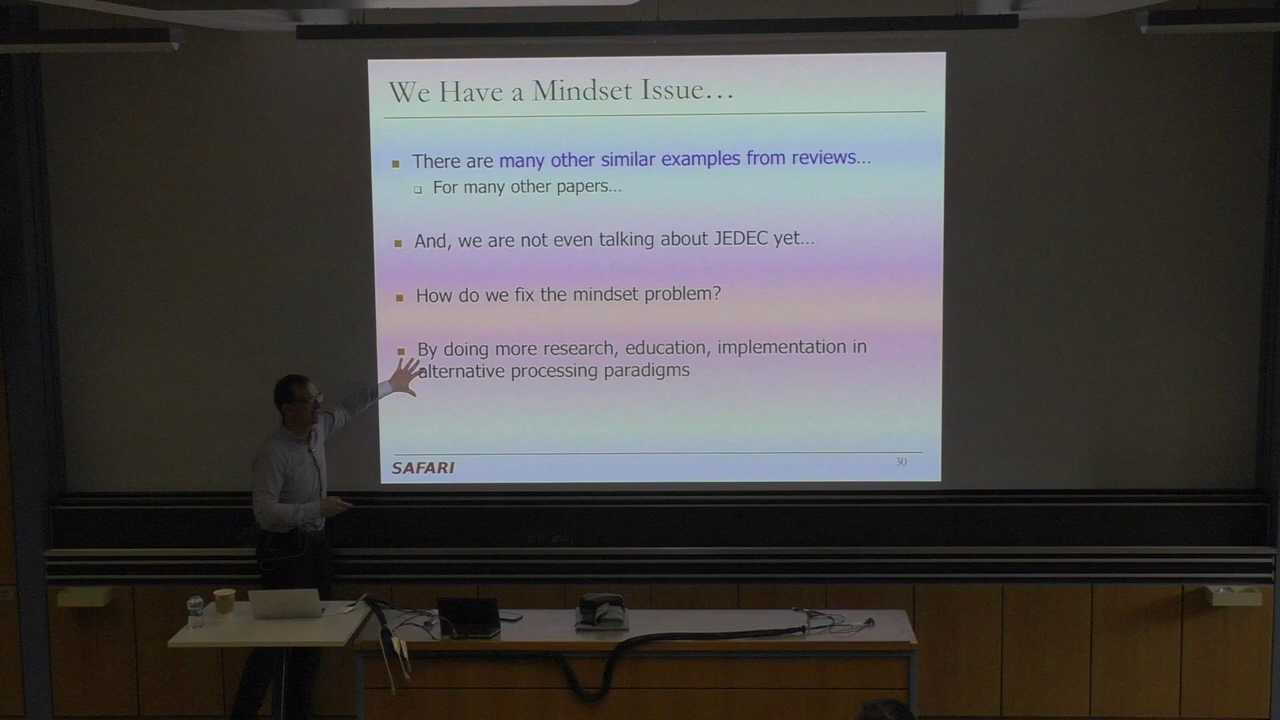 We Have a Mindset Issue…
There are many other similar examples from reviews…
For many other papers…
And, we are not even talking about JEDEC yet…
How do we fix the mindset problem?
By doing more research, education, implementation in
alternative processing paradigms
SAFARI
30